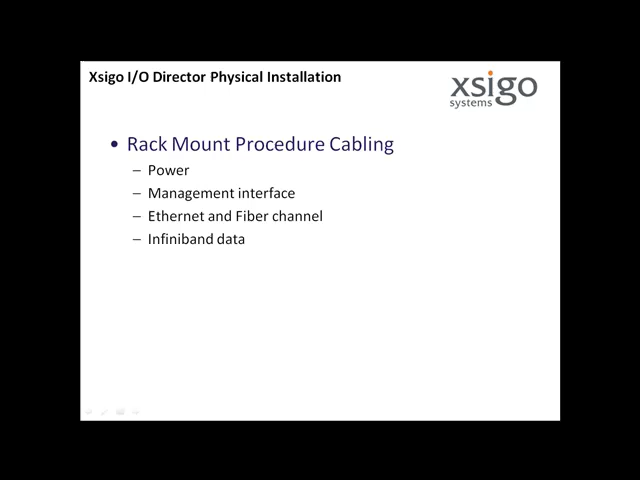 Xsigo I/O Director Physical Installation
xsigo
systems
• Rack Mount Procedure Cabling
– Power
– Management interface
– Ethernet and Fiber channel
– Infiniband data